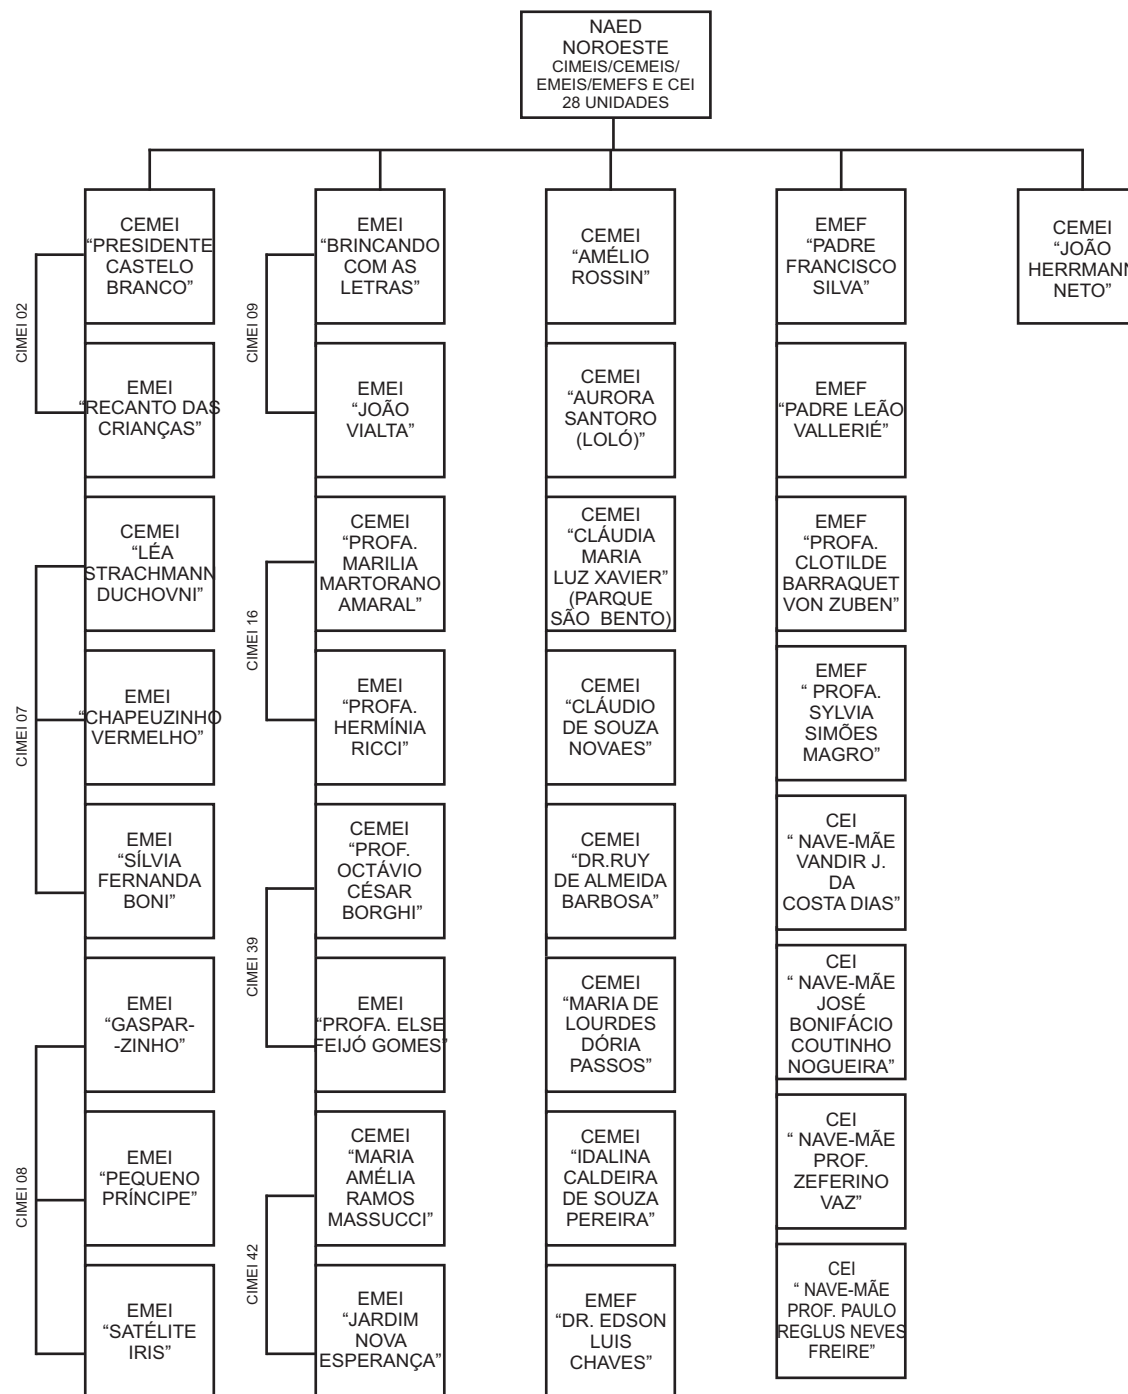 NAED
NOROESTE
CIMEIS/CEMEIS/
EMEIS/EMEFS E CEI
28 UNIDADES
CIMEI 02
CEMEI
“PRESIDENTE
CASTELO
BRANCO”
EMEI
“RECANTO DAS
CRIANÇAS”
CIMEI 07
CEMEI
“LÉA
STRACHMANN
DUCHOVNI”
EMEI
“CHAPEUZINHO
VERMELHO”
EMEI
“SÍLVIA
FERNANDA
BONI”
CIMEI 08
EMEI
“GASPAR-
-ZINHO”
EMEI
“PEQUENO
PRÍNCIPE”
EMEI
“SATÉLITE
IRIS”
CIMEI 09
EMEI
“BRINCANDO
COM AS
LETRAS”
EMEI
“JOÃO
VIALTA”
CIMEI 16
CEMEI
“PROFA.
MARILIA
MARTORANO
AMARAL”
EMEI
“PROFA.
HERMÍNIA
RICCI”
CIMEI 39
CEMEI
“PROF.
OCTÁVIO
CÉSAR
BORGHI”
EMEI
“PROFA. ELSE
FEIJÓ GOMES”
CIMEI 42
CEMEI
“MARIA
AMÉLIA
RAMOS
MASSUCCI”
EMEI
“JARDIM
NOVA
ESPERANÇA”
CEMEI
“AMÉLIO
ROSSIN”
CEMEI
“AURORA
SANTORO
(LOLÓ)”
CEMEI
“CLÁUDIA
MARIA
LUZ XAVIER”
(PARQUE
SÃO BENTO)
CEMEI
“CLÁUDIO
DE SOUZA
NOVAES”
CEMEI
“DR.RUY
DE ALMEIDA
BARBOSA”
CEMEI
“MARIA DE
LOURDES
DÓRIA
PASSOS”
CEMEI
“IDALINA
CALDEIRA
DE SOUZA
PEREIRA”
EMEF
“DR. EDSON
LUIS
CHAVES”
EMEF
“PADRE
FRANCISCO
SILVA”
EMEF
“PADRE LEÃO
VALLERIÉ”
EMEF
“PROFA.
CLOTILDE
BARRAQUET
VON ZUBEN”
EMEF
“ PROFA.
SYLVIA
SIMÕES
MAGRO”
CEI
“ NAVE-MÃE
VANDIR J.
DA
COSTA DIAS”
CEI
“ NAVE-MÃE
JOSÉ
BONIFÁCIO
COUTINHO
NOGUEIRA”
CEI
“ NAVE-MÃE
PROF.
ZEFERINO
VAZ”
CEI
“ NAVE-MÃE
PROF. PAULO
REGLUS NEVES
FREIRE”
CEMEI
“JOÃO
HERRMANN
NETO”